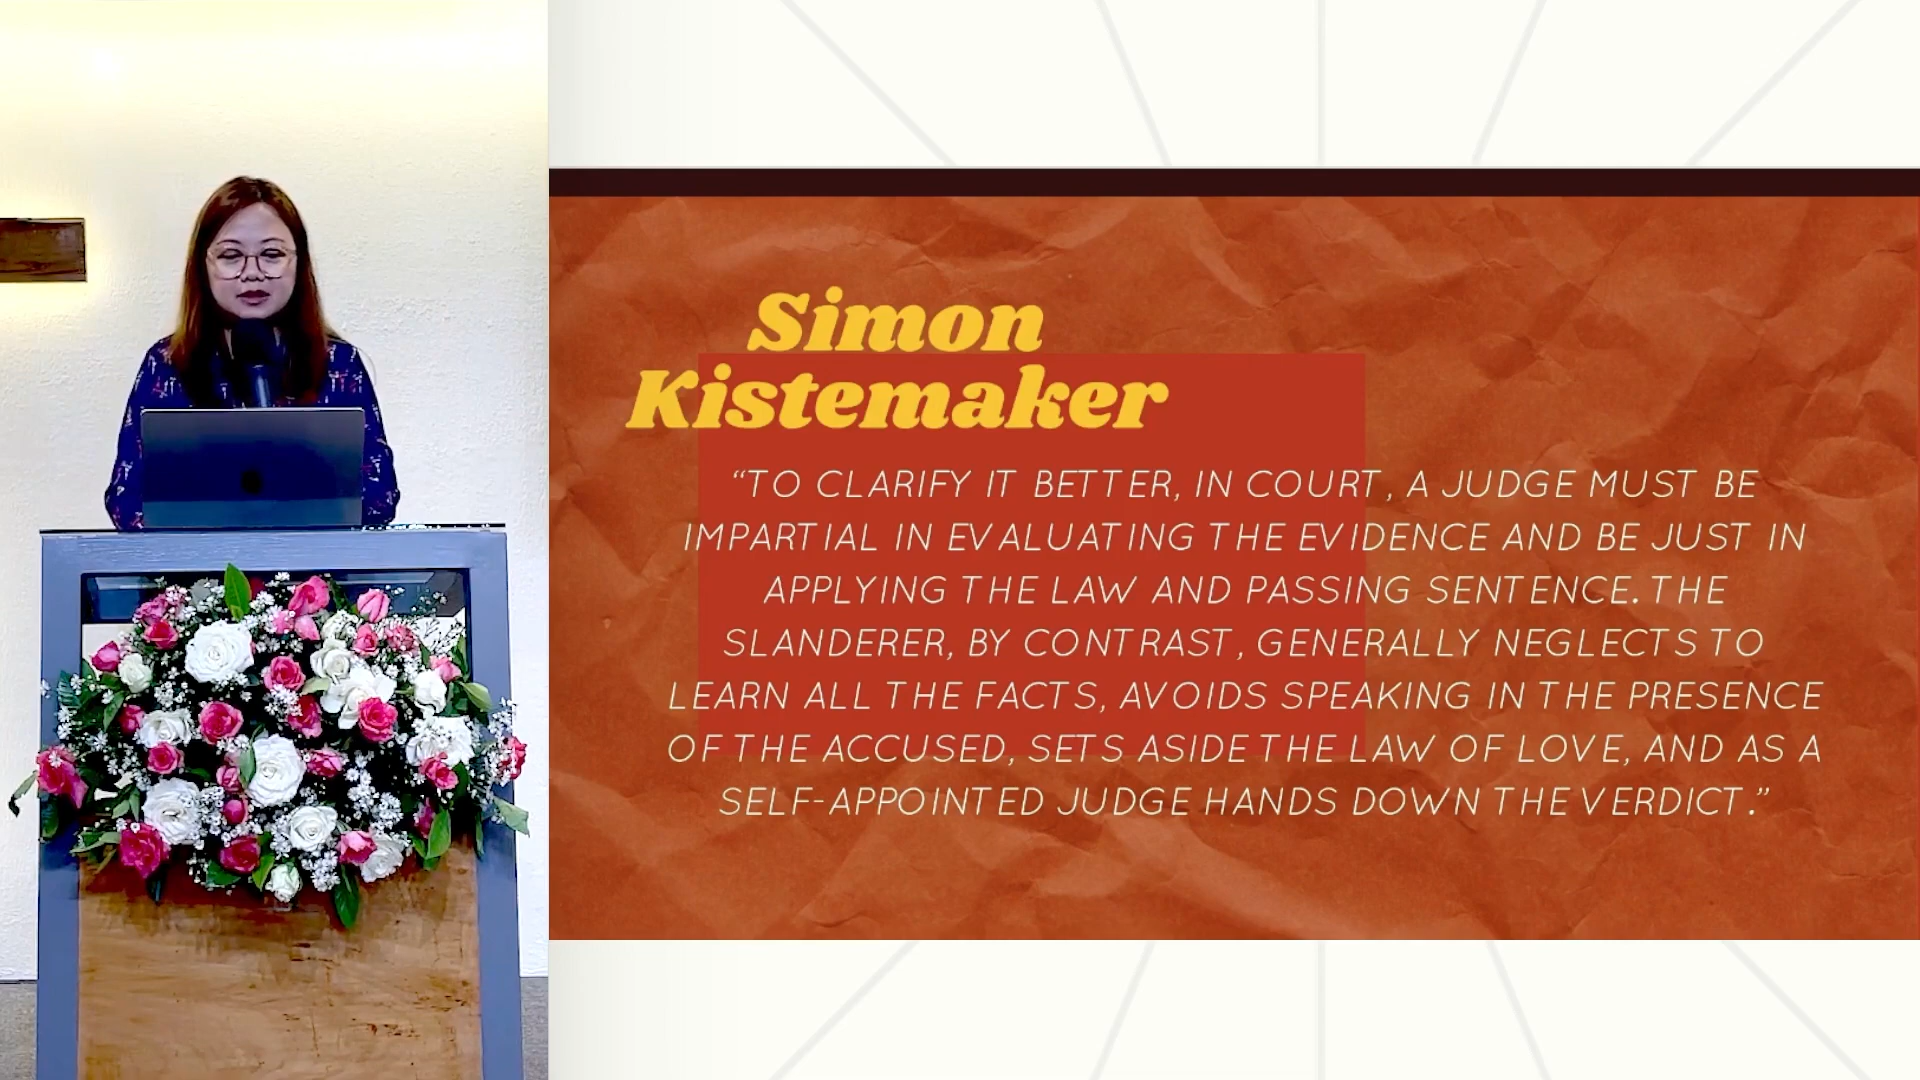 Simon
Kistemaker
“TO CLARIFY IT BETTER, IN COURT, A JUDGE MUST BE
IMPARTIAL IN EVALUATING THE EVIDENCE AND BE JUST IN
APPLYING THE LAW AND PASSING SENTENCE. THE
SLANDERER, BY CONTRAST, GENERALLY NEGLECTS TO
LEARN ALL THE FACTS, AVOIDS SPEAKING IN THE PRESENCE
OF THE ACCUSED, SETS ASIDE THE LAW OF LOVE, AND AS A
SELF-APPOINTED JUDGE HANDS DOWN THE VERDICT.”